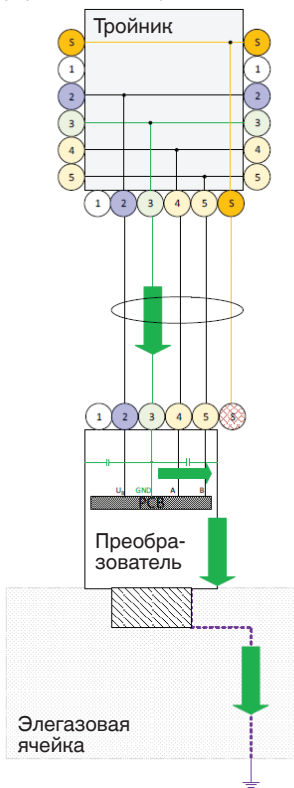 Тройник
S S
1 1
2 2
3 3
4 4
5 5
1 2 3 4 5 S
1 2 3 4 5 S
UB GND A B
PCB
Преобра-
зователь
Элегазовая
ячейка